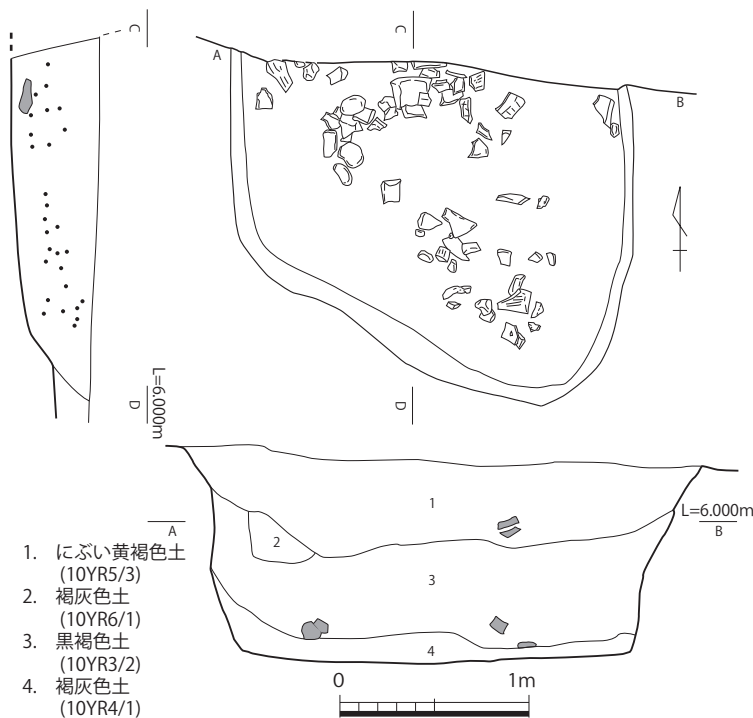 C
A
B
D
L=6.000m
D
C
1
2
3
4
A
L=6.000m
B
1. にぶい黄褐色土
(10YR5/3)
2. 褐灰色土
(10YR6/1)
3. 黒褐色土
(10YR3/2)
4. 褐灰色土
(10YR4/1)
0
1m